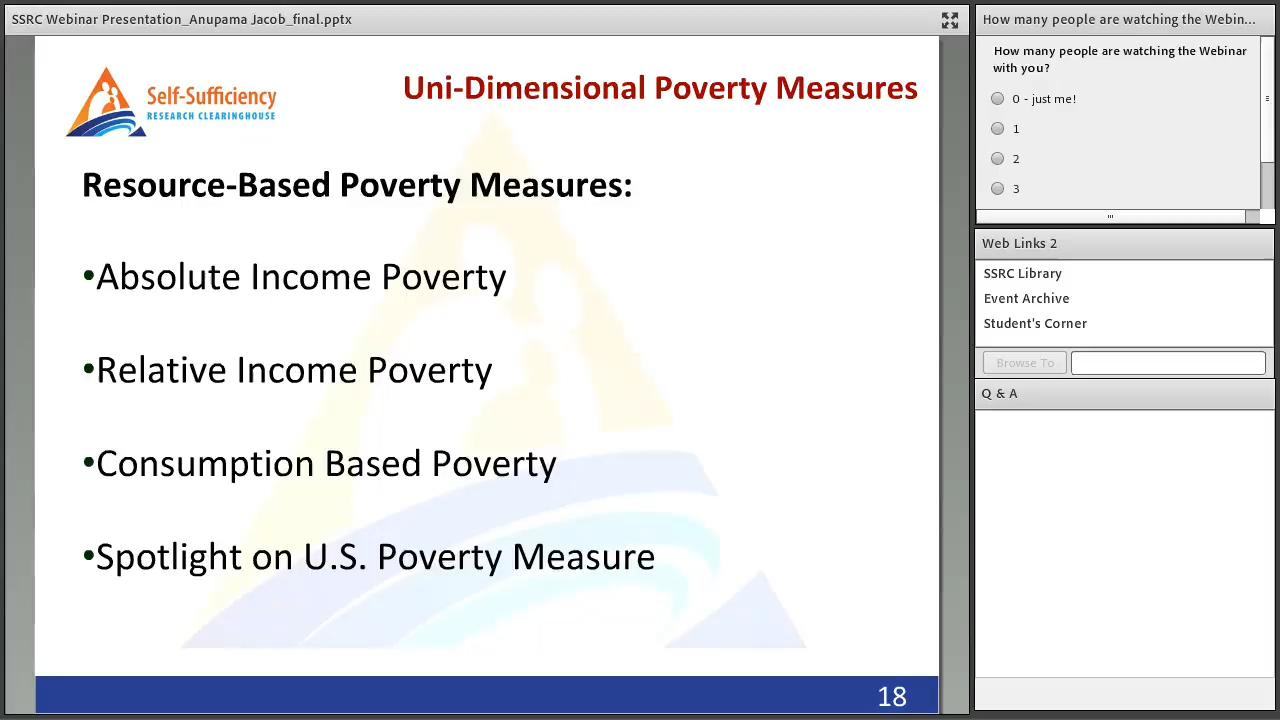 SSRC Webinar Presentation_Anupama Jacob_final.pptx
Self-Sufficiency
RESEARCH CLEARINGHOUSE
Uni-Dimensional Poverty Measures
Resource-Based Poverty Measures:
•Absolute Income Poverty
•Relative Income Poverty
•Consumption Based Poverty
•Spotlight on U.S. Poverty Measure
18
How many people are watching the Webin...
How many people are watching the Webinar
with you?
0 - just me!
1
2
3
Web Links 2
SSRC Library
Event Archive
Student's Corner
Browse To
Q & A